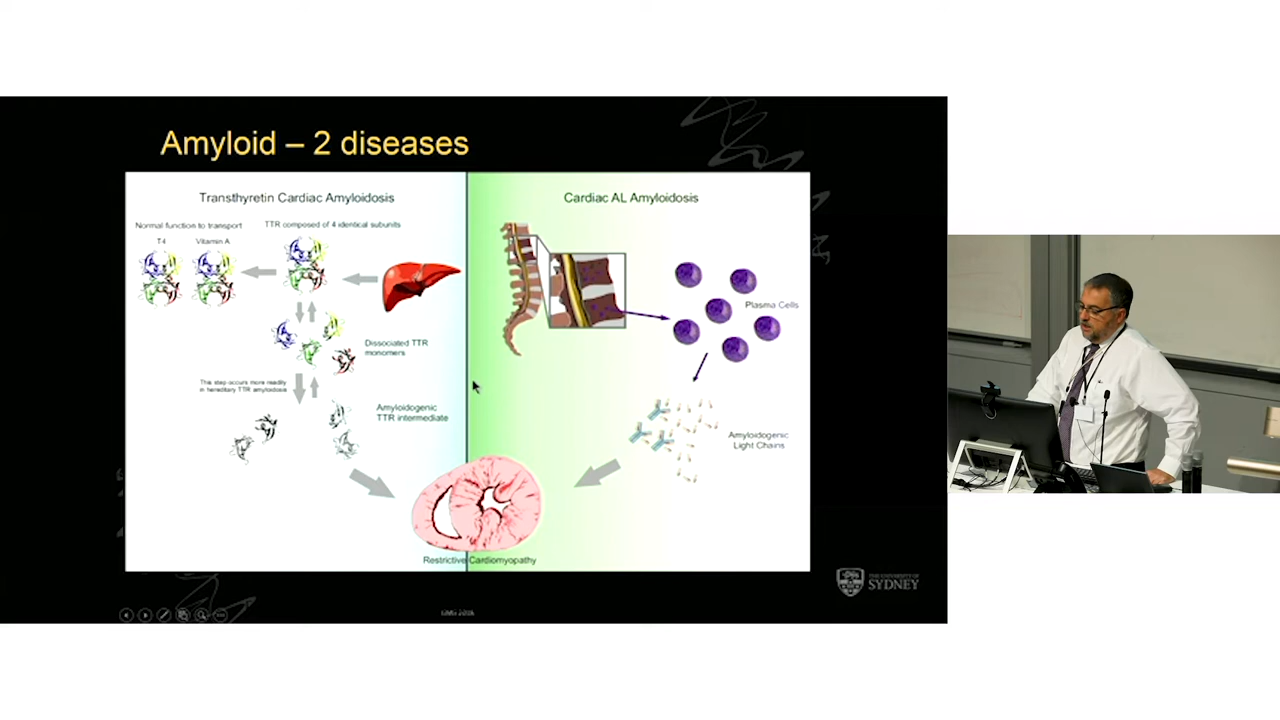 Amyloid – 2 diseases
Transthyretin Cardiac Amyloidosis
Normal function to transport
T4
Vitamin A
TTR composed of 4 identical subunits
Dissociated TTR
monomers
This step occurs more readily
in hereditary TTR amyloidosis
Amyloidogenic
TTR intermediate
Cardiac AL Amyloidosis
Plasma Cells
Amyloidogenic
Light Chains
Restrictive Cardiomyopathy
THE UNIVERSITY OF
SYDNEY